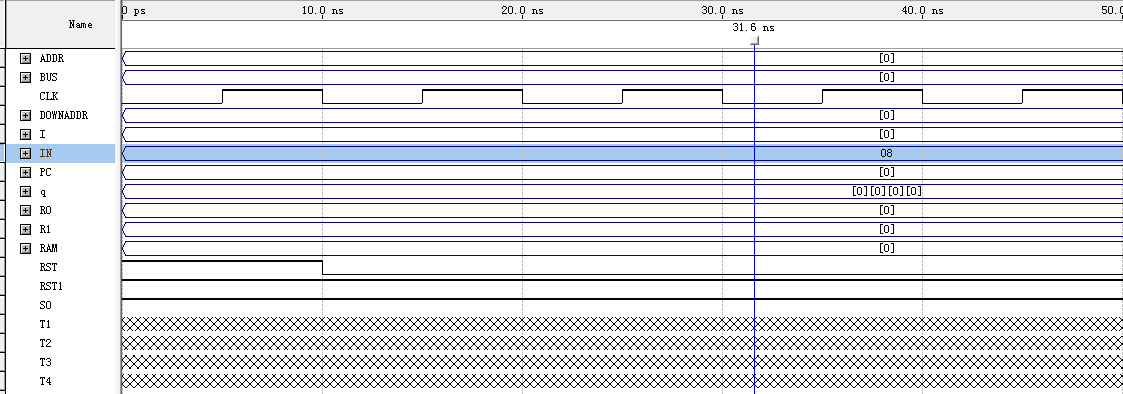 0 ps 10.0 ns 20.0 ns 30.0 ns 40.0 ns 50.0
Name
31.6 ns
ADDR [0]
BUS [0]
CLK
DOWNADDR [0]
I [0]
IN 08
PC [0]
q [0][0][0][0]
R0 [0]
R1 [0]
RAM [0]
RST
RST1
SO
T1
T2
T3
T4